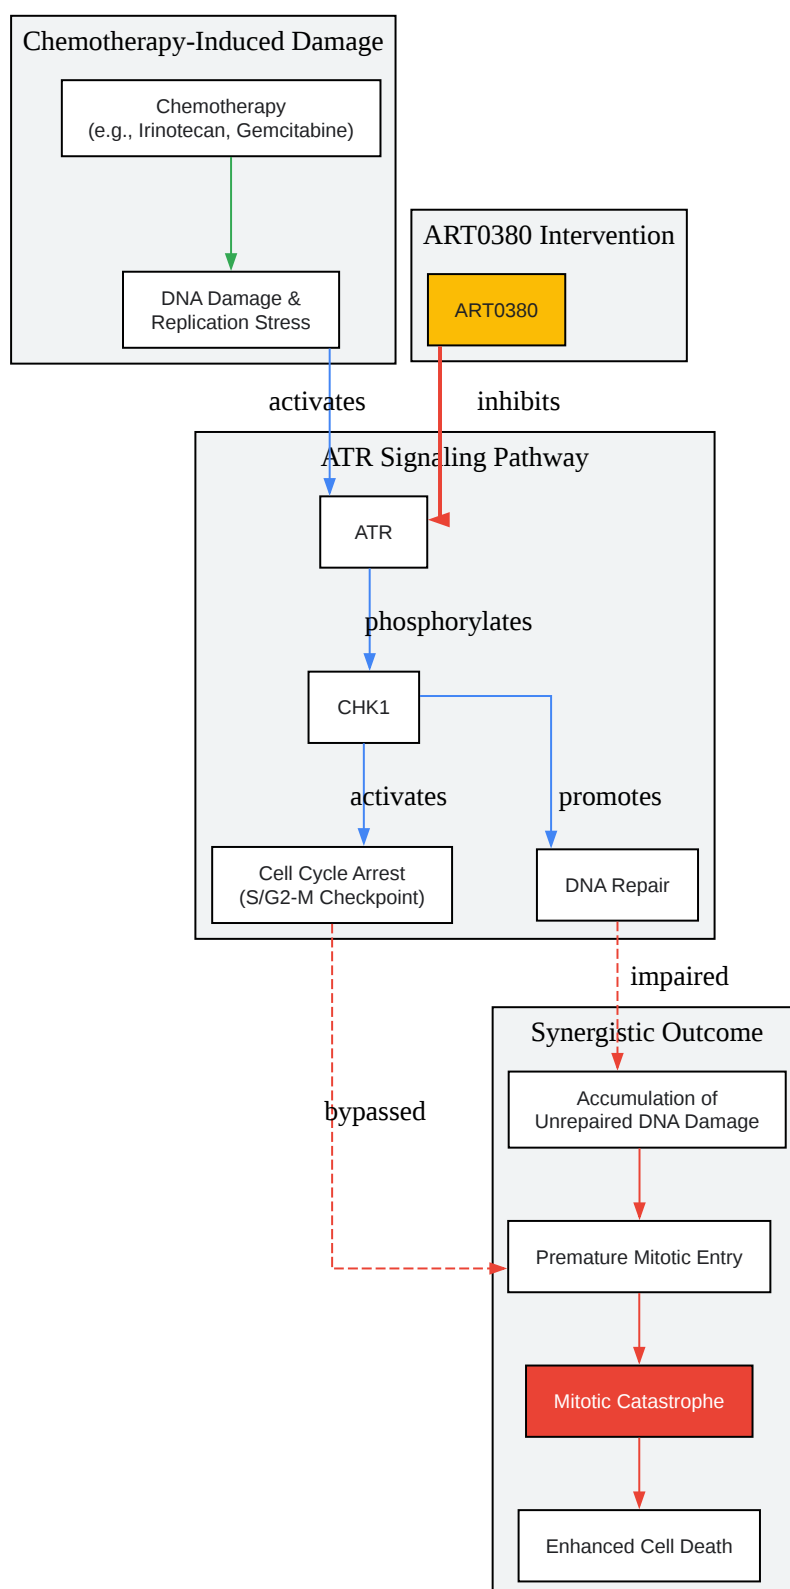 Chemotherapy-Induced Damage
Chemotherapy
(e.g., Irinotecan, Gemcitabine)
DNA Damage &
Replication Stress
ART0380 Intervention
ART0380
activates
inhibits
ATR Signaling Pathway
ATR
phosphorylates
CHK1
activates
promotes
Cell Cycle Arrest
(S/G2-M Checkpoint)
DNA Repair
impaired
Synergistic Outcome
Accumulation of
Unrepaired DNA Damage
bypassed
Premature Mitotic Entry
Mitotic Catastrophe
Enhanced Cell Death